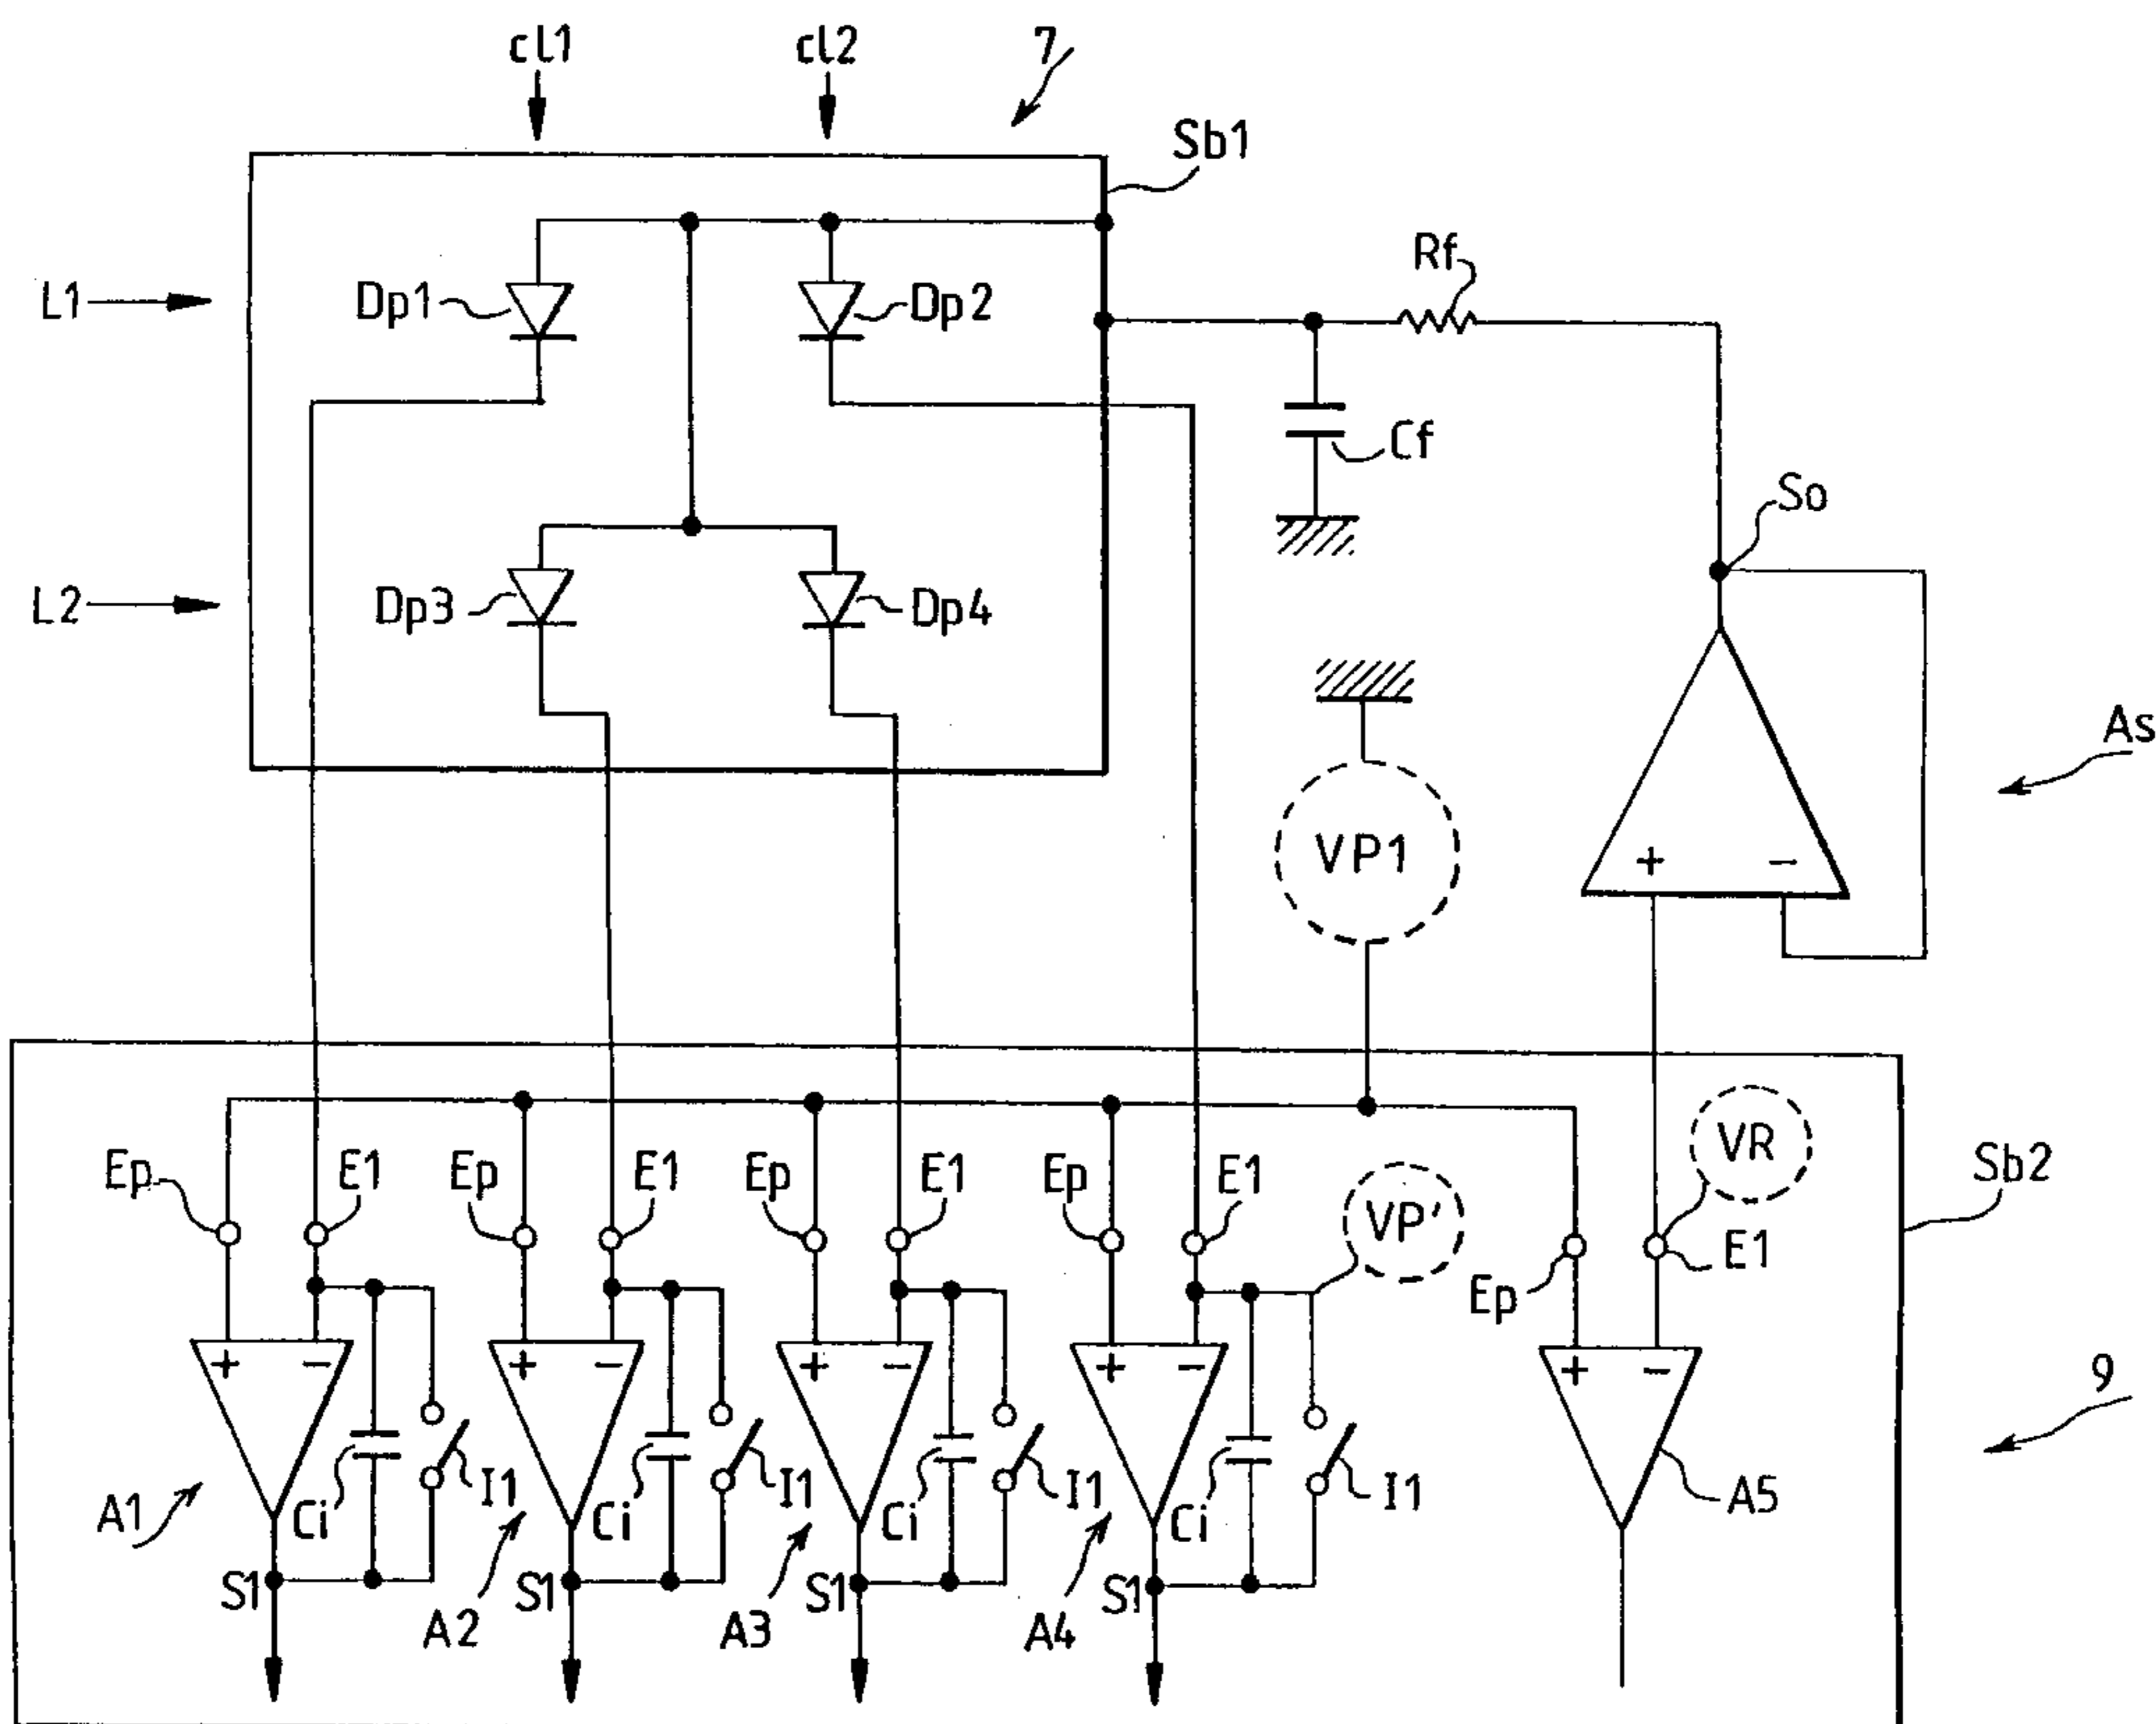 cl1 cl2 7
Sb1
L1 Dp1 Dp2 Rf
Cf
So
L2 Dp3 Dp4
As
VP1
+ −
VR
Ep E1 Ep E1 Ep E1 Ep E1 VP' Sb2
Ep E1
+ − + − + − + − + −
9
A1 Ci I1 Ci I1 Ci I1 Ci I1 A5
S1 A2 S1 A3 S1 A4 S1